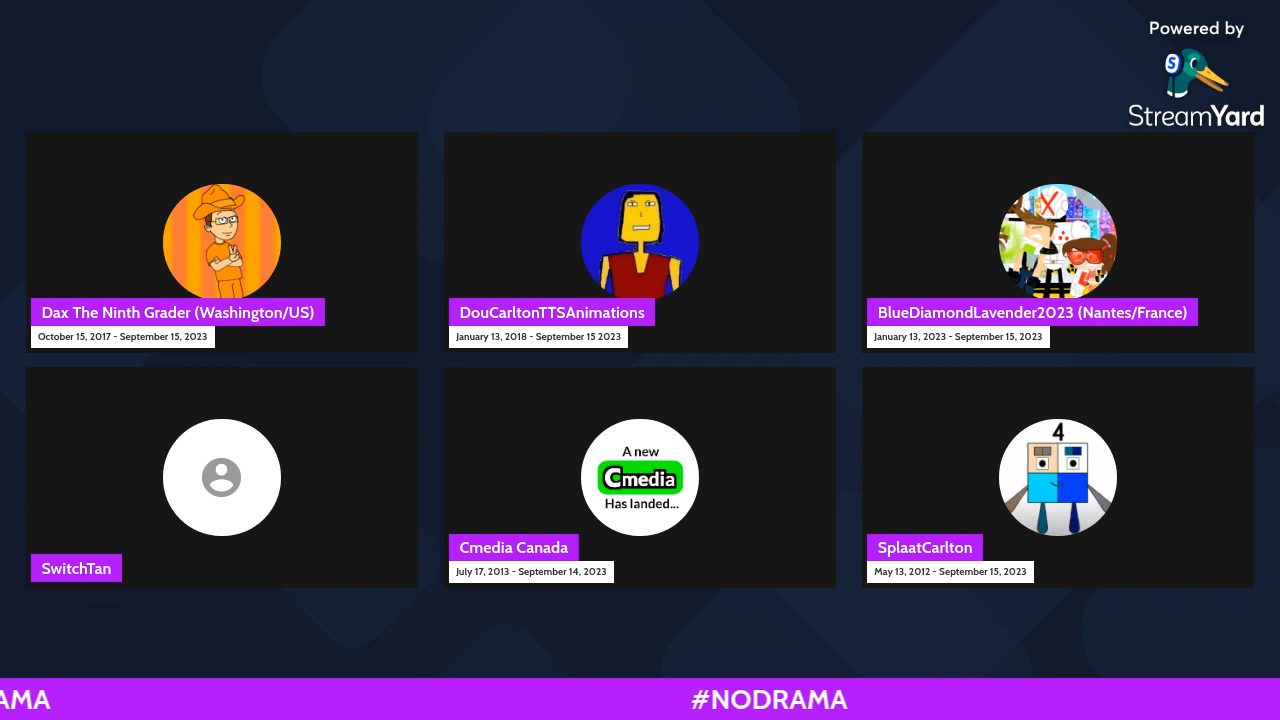 Powered by
S
StreamYard
X
Dax The Ninth Grader (Washington/US)
October 15, 2017 - September 15, 2023
DouCarltonTTSAnimations
January 13, 2018 - September 15 2023
BlueDiamondLavender2023 (Nantes/France)
January 13, 2023 - September 15, 2023
SwitchTan
A new
Cmedia
Has landed...
Cmedia Canada
July 17, 2013 - September 14, 2023
4
SplaatCarlton
May 13, 2012 - September 15, 2023
AMA
#NODRAMA